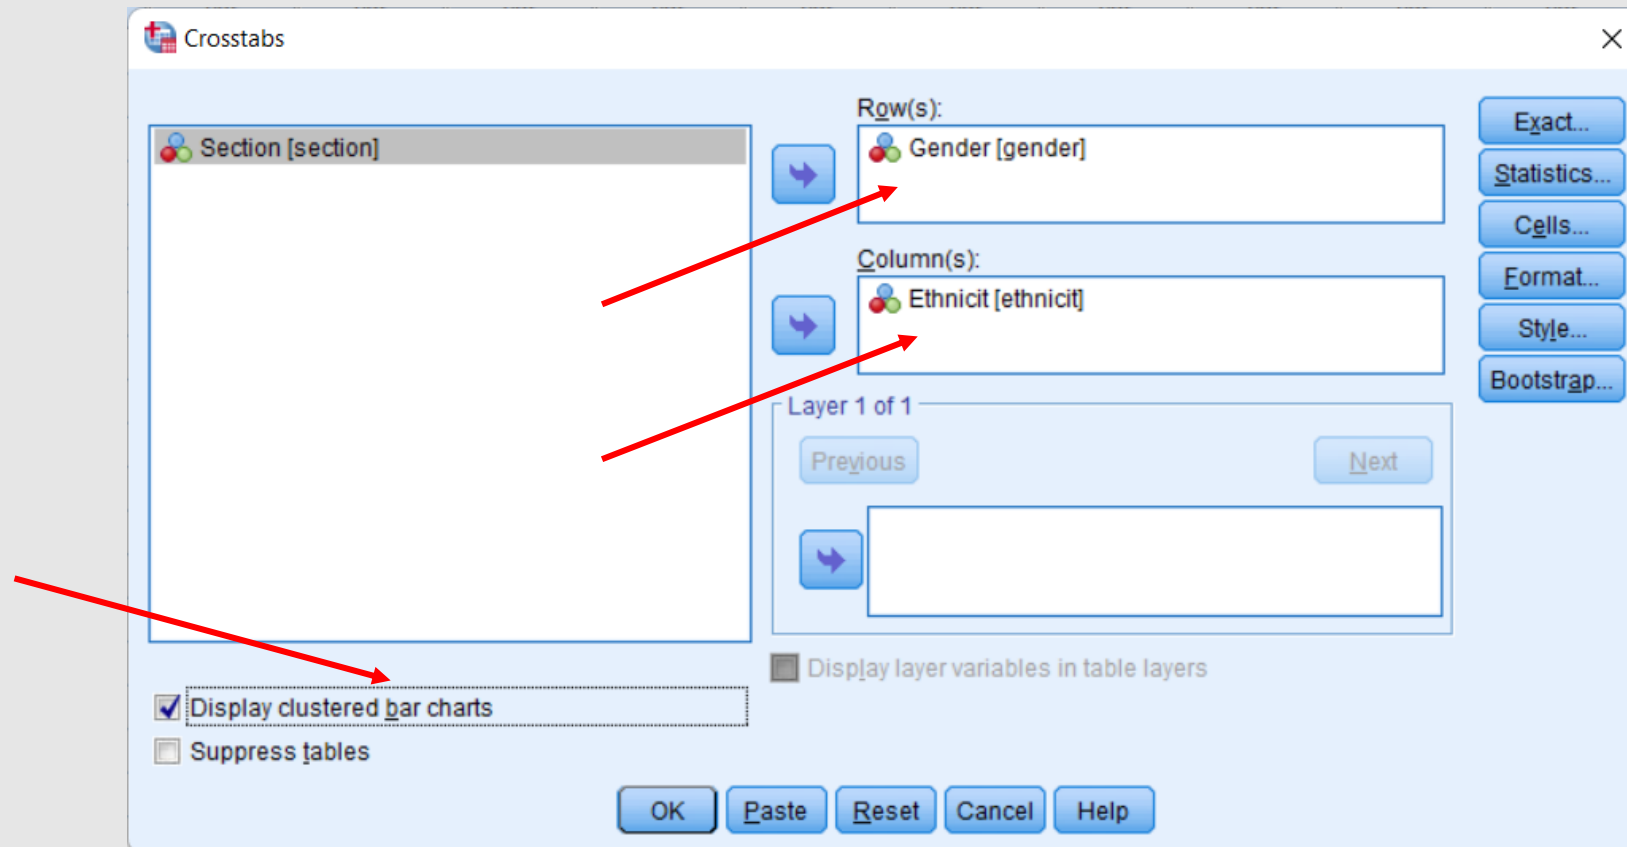 Crosstabs
Section [section]
Row(s):
Gender [gender]
Column(s):
Ethnicit [ethnicit]
Layer 1 of 1
Previous
Next
Display layer variables in table layers
Exact...
Statistics...
Cells...
Format...
Style...
Bootstrap...
Display clustered bar charts
Suppress tables
OK
Paste
Reset
Cancel
Help